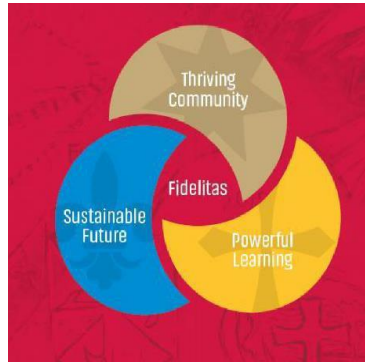 Thriving
Community
Fidelitas
Sustainable
Future
Powerful
Learning